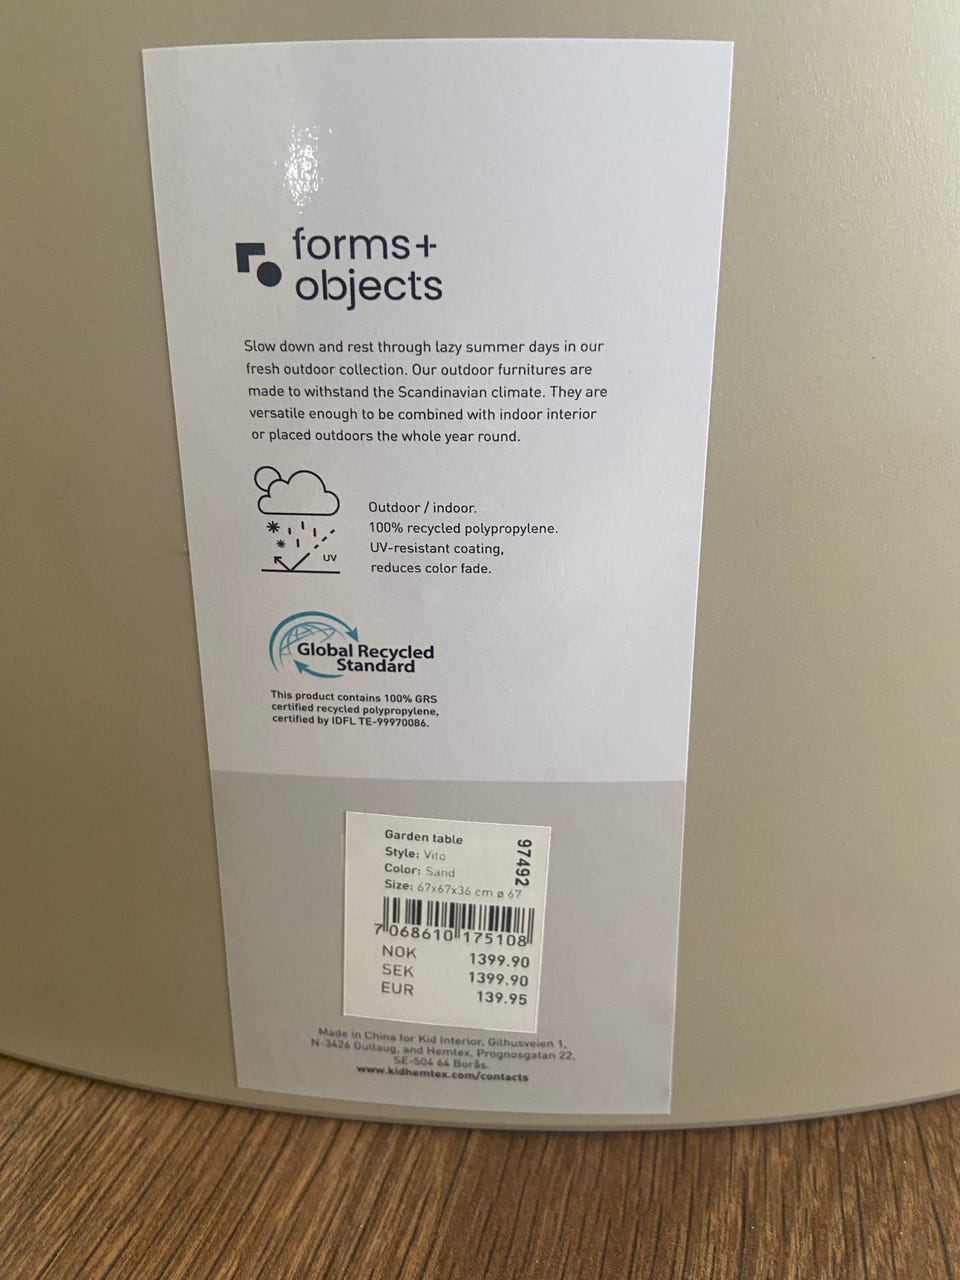 forms+
objects
Slow down and rest through lazy summer days in our
fresh outdoor collection. Our outdoor furnitures are
made to withstand the Scandinavian climate. They are
versatile enough to be combined with indoor interior
or placed outdoors the whole year round.
UV
Outdoor / indoor.
100% recycled polypropylene.
UV-resistant coating,
reduces color fade.
Global Recycled
Standard
This product contains 100% GRS
certified recycled polypropylene,
certified by IDFL TE-99970086.
Garden table
Style: Vito
Color: Sand
Size: 67x67x36 cm ø 67
97492
7 068610 175108
NOK 1399.90
SEK 1399.90
EUR 139.95
Made in China for Kid Interior, Gilhusveien 1,
N-3426 Gullaug, and Hemtex, Prognosgatan 22,
SE-504 64 Borås.
www.kidhemtex.com/contacts